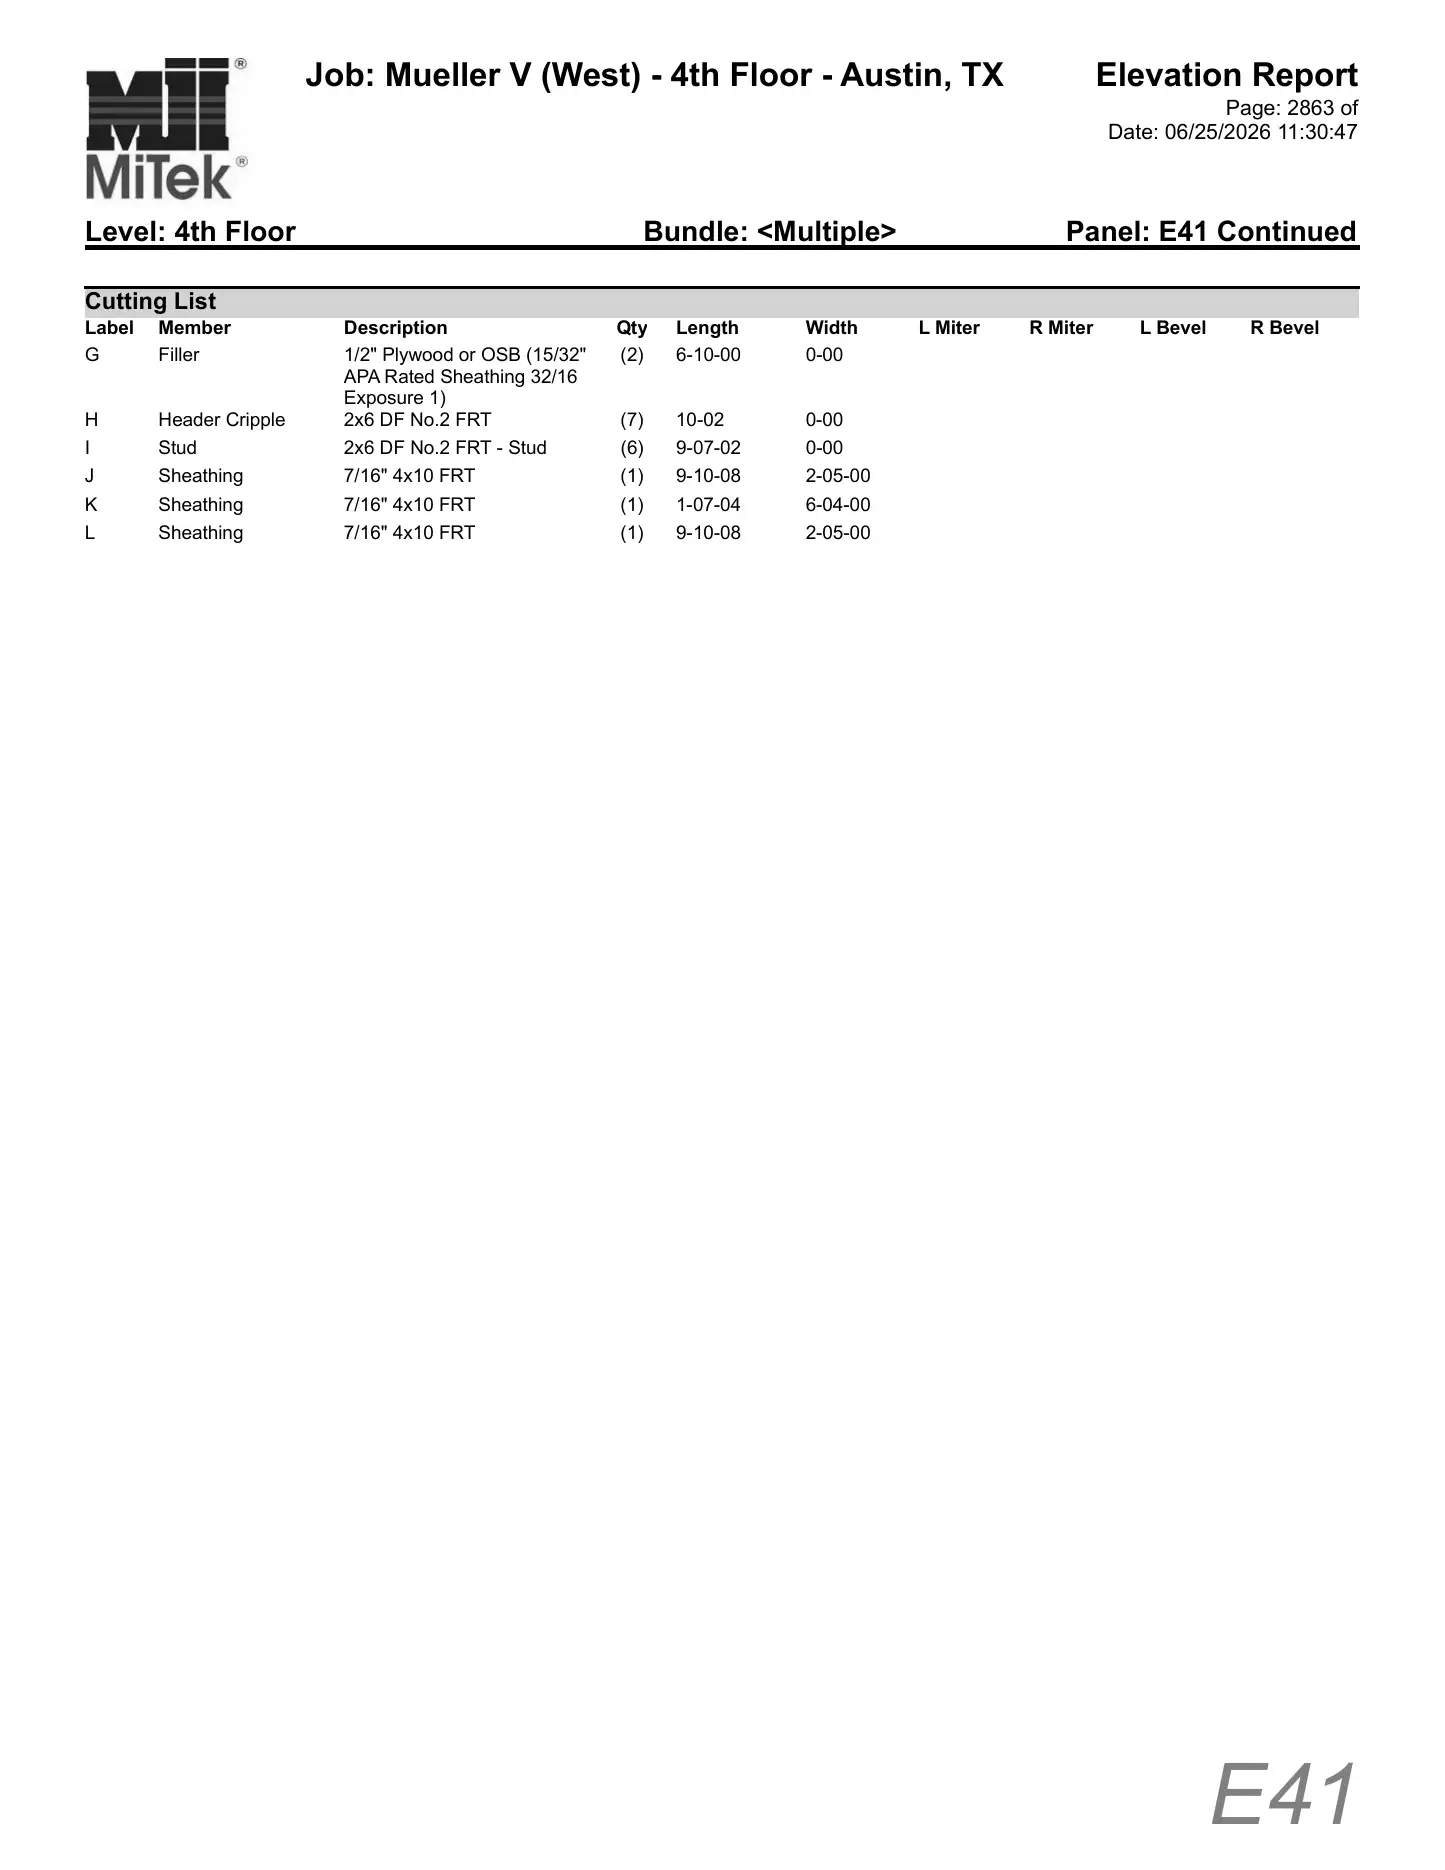 MiTek®
Job: Mueller V (West) - 4th Floor - Austin, TX
Elevation Report
Page: 2863 of
Date: 06/25/2026 11:30:47
Level: 4th Floor Bundle: <Multiple> Panel: E41 Continued
Cutting List
Label Member Description Qty Length Width L Miter R Miter L Bevel R Bevel
G Filler 1/2" Plywood or OSB (15/32" (2) 6-10-00 0-00
APA Rated Sheathing 32/16
Exposure 1)
H Header Cripple 2x6 DF No.2 FRT (7) 10-02 0-00
I Stud 2x6 DF No.2 FRT - Stud (6) 9-07-02 0-00
J Sheathing 7/16" 4x10 FRT (1) 9-10-08 2-05-00
K Sheathing 7/16" 4x10 FRT (1) 1-07-04 6-04-00
L Sheathing 7/16" 4x10 FRT (1) 9-10-08 2-05-00
E41